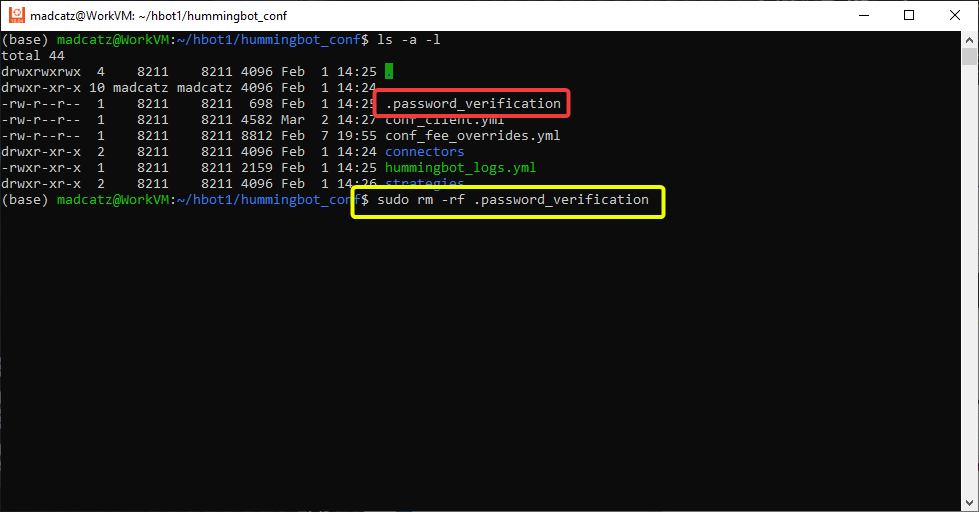 madcatz@WorkVM: ~/hbot1/hummingbot_conf
(base) madcatz@WorkVM:~/hbot1/hummingbot_conf$ ls -a -l
total 44
drwxrwxrwx  4    8211    8211 4096 Feb  1 14:25 .
drwxr-xr-x 10 madcatz madcatz 4096 Feb  1 14:24
-rw-r--r--  1    8211    8211  698 Feb  1 14:25 .password_verification
-rw-r--r--  1    8211    8211 4582 Mar  2 14:27 conf_client.yml
-rw-r--r--  1    8211    8211 8812 Feb  7 19:55 conf_fee_overrides.yml
drwxr-xr-x  2    8211    8211 4096 Feb  1 14:24 connectors
-rwxr-xr-x  1    8211    8211 2159 Feb  1 14:25 hummingbot_logs.yml
drwxr-xr-x  2    8211    8211 4096 Feb  1 14:26 strategies
(base) madcatz@WorkVM:~/hbot1/hummingbot_conf$ sudo rm -rf .password_verification